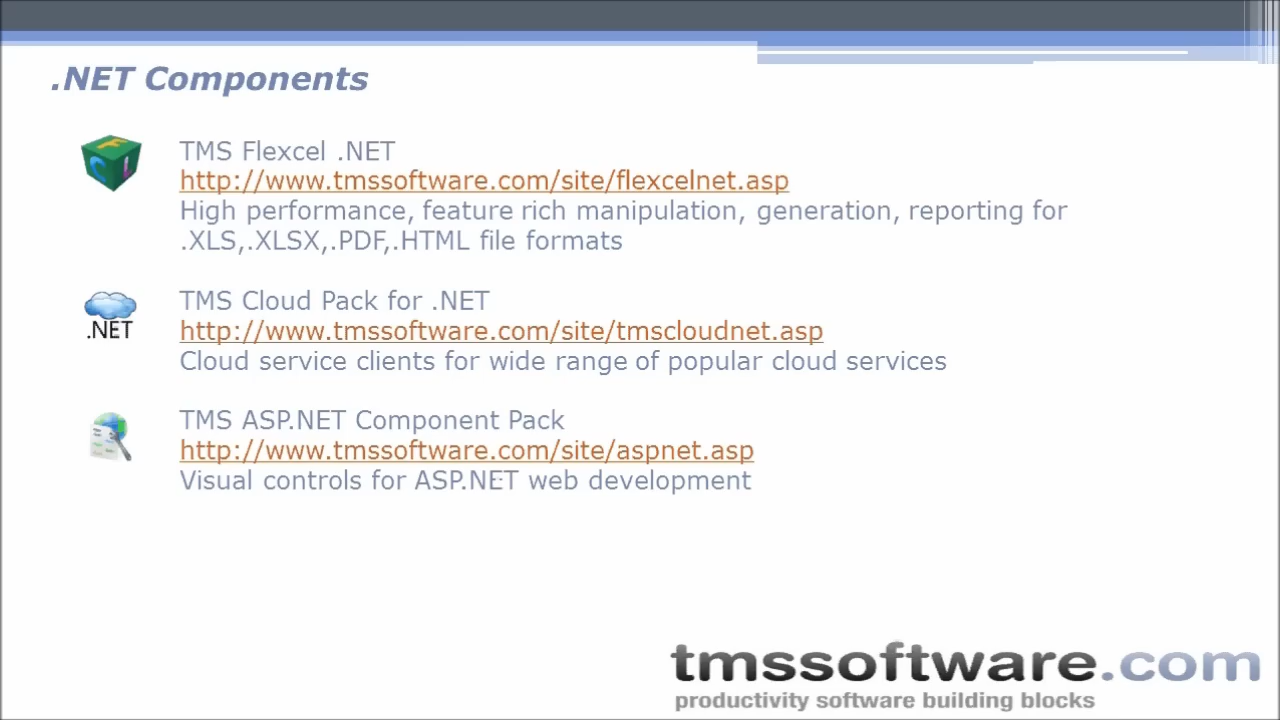 .NET Components
TMS Flexcel .NET
http://www.tmssoftware.com/site/flexcelnet.asp
High performance, feature rich manipulation, generation, reporting for
.XLS,.XLSX,.PDF,.HTML file formats
.NET
TMS Cloud Pack for .NET
http://www.tmssoftware.com/site/tmscloudnet.asp
Cloud service clients for wide range of popular cloud services
TMS ASP.NET Component Pack
http://www.tmssoftware.com/site/aspnet.asp
Visual controls for ASP.NET web development
tmssoftware.com
productivity software building blocks